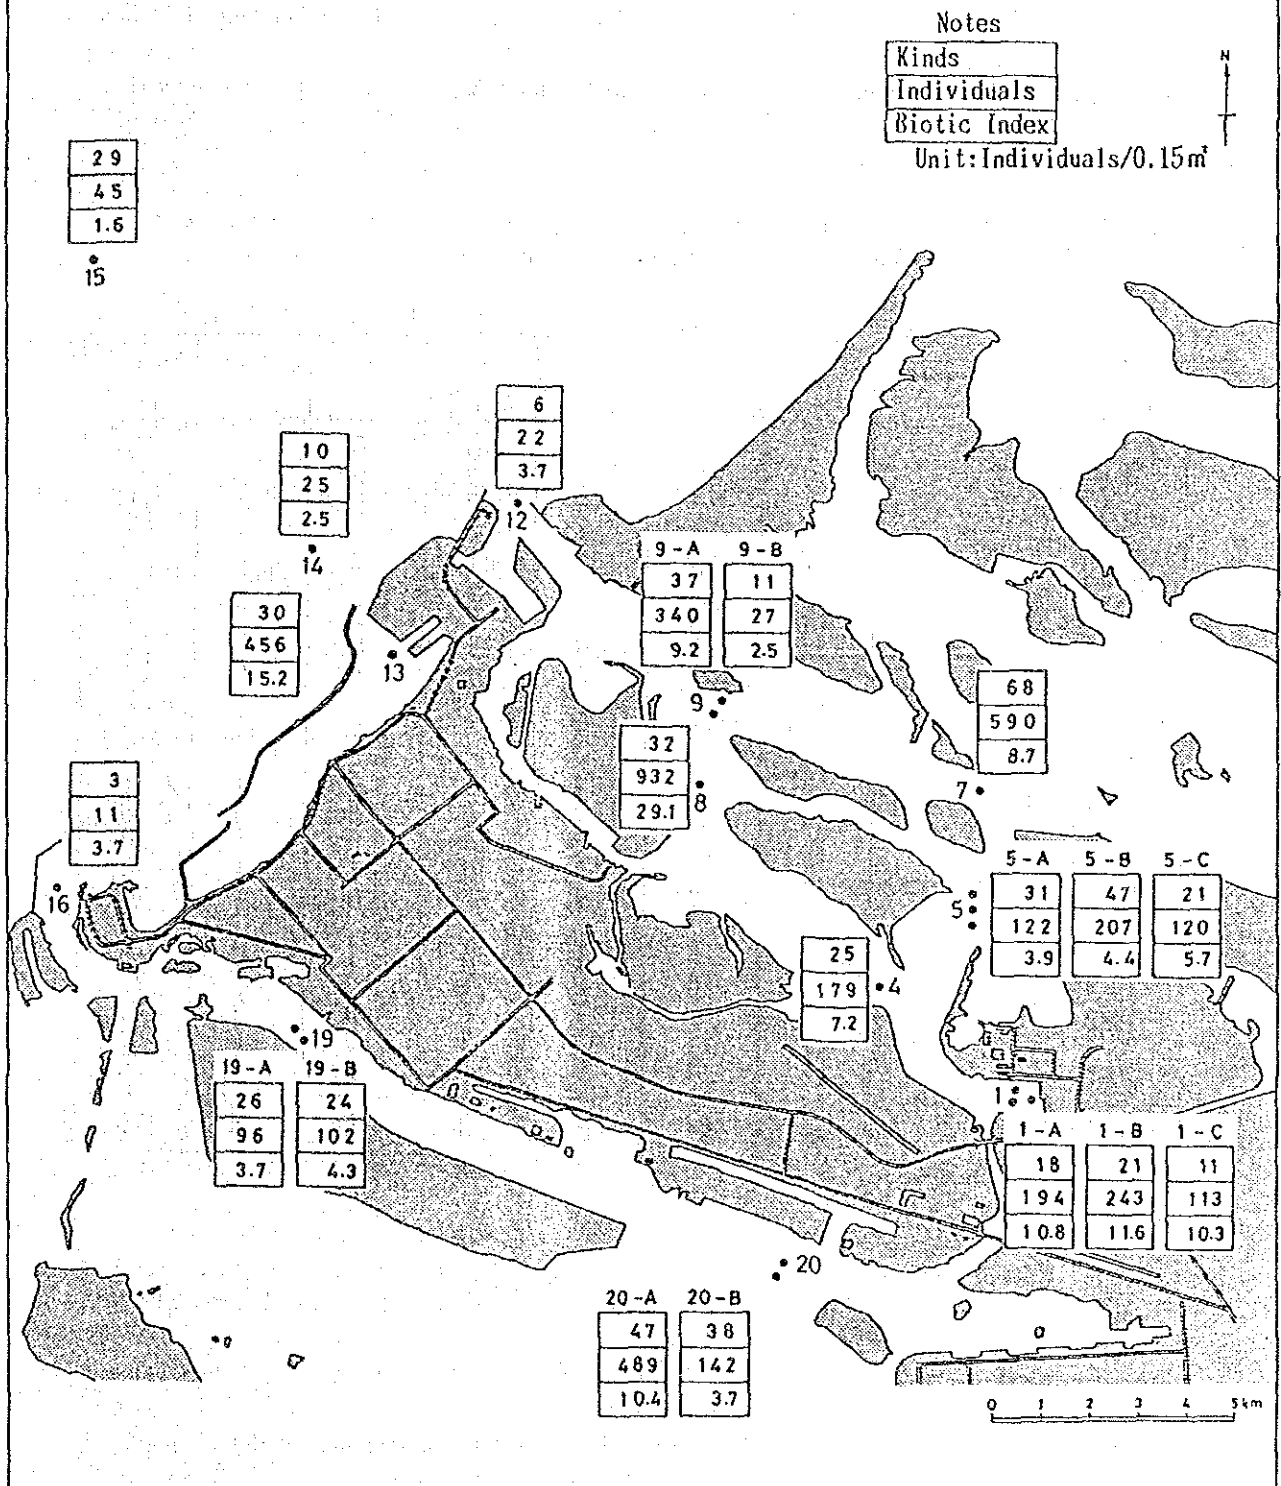 Notes
Kinds
Individuals
Biotic Index
Unit:Individuals/0.15m²
N
29
45
1.6
15
6
22
3.7
12
10
25
2.5
14
30
456
15.2
13
9-A 9-B
37 11
340 27
9.2 2.5
9
68
590
8.7
7
32
932
29.1
8
3
11
3.7
16
5-A 5-B 5-C
31 47 21
122 207 120
3.9 4.4 5.7
5
25
179
7.2
4
19
19-A 19-B
26 24
96 102
3.7 4.3
1
1-A 1-B 1-C
18 21 11
194 243 113
10.8 11.6 10.3
20
20-A 20-B
47 38
489 142
10.4 3.7
0 1 2 3 4 5km